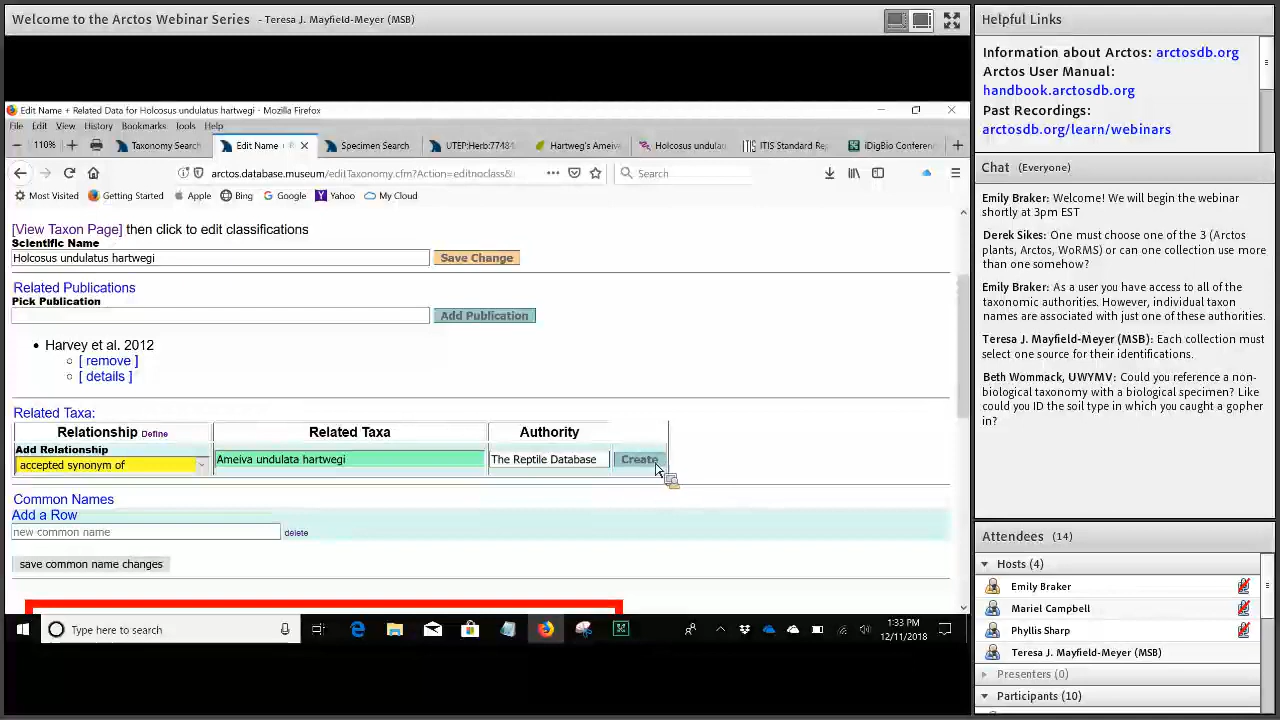 Welcome to the Arctos Webinar Series - Teresa J. Mayfield-Meyer (MSB)
Edit Name + Related Data for Holcosus undulatus hartwegi - Mozilla Firefox
File Edit View History Bookmarks Tools Help
110% Taxonomy Search Edit Name + Specimen Search UTEP:Herb:77484 Hartweg's Ameiv Holcosus undula ITIS Standard Rep iDigBio Conferen
arctos.database.museum/editTaxonomy.cfm?Action=editnoclass& Search
Most Visited Getting Started Apple Bing Google Yahoo My Cloud
[View Taxon Page] then click to edit classifications
Scientific Name
Holcosus undulatus hartwegi Save Change
Related Publications
Pick Publication
Add Publication
Harvey et al. 2012
[ remove ]
[ details ]
Related Taxa:
Relationship Define Related Taxa Authority
Add Relationship
accepted synonym of Ameiva undulata hartwegi The Reptile Database Create
Common Names
Add a Row
new common name delete
save common name changes
Type here to search
1:33 PM
12/11/2018
Helpful Links
Information about Arctos: arctosdb.org
Arctos User Manual:
handbook.arctosdb.org
Past Recordings:
arctosdb.org/learn/webinars
Chat (Everyone)
Emily Braker: Welcome! We will begin the webinar
shortly at 3pm EST
Derek Sikes: One must choose one of the 3 (Arctos
plants, Arctos, WoRMS) or can one collection use more
than one somehow?
Emily Braker: As a user you have access to all of the
taxonomic authorities. However, individual taxon
names are associated with just one of these authorities.
Teresa J. Mayfield-Meyer (MSB): Each collection must
select one source for their identifications.
Beth Wommack, UWYMV: Could you reference a non-
biological taxonomy with a biological specimen? Like
could you ID the soil type in which you caught a gopher
in?
Attendees (14)
Hosts (4)
Emily Braker
Mariel Campbell
Phyllis Sharp
Teresa J. Mayfield-Meyer (MSB)
Presenters (0)
Participants (10)